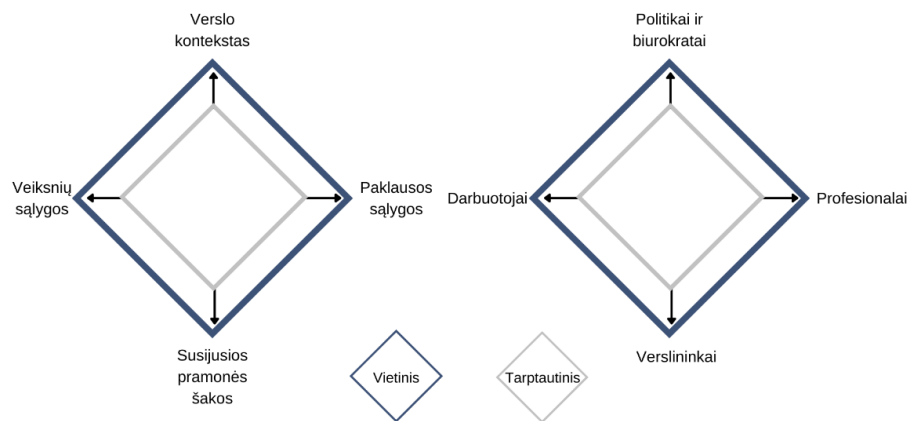 Verslo
kontekstas
Politikai ir
biurokratai
Veiksnių
sąlygos
Paklausos
sąlygos
Darbuotojai
Profesionalai
Susijusios
pramonės
šakos
Verslininkai
Vietinis
Tarptautinis